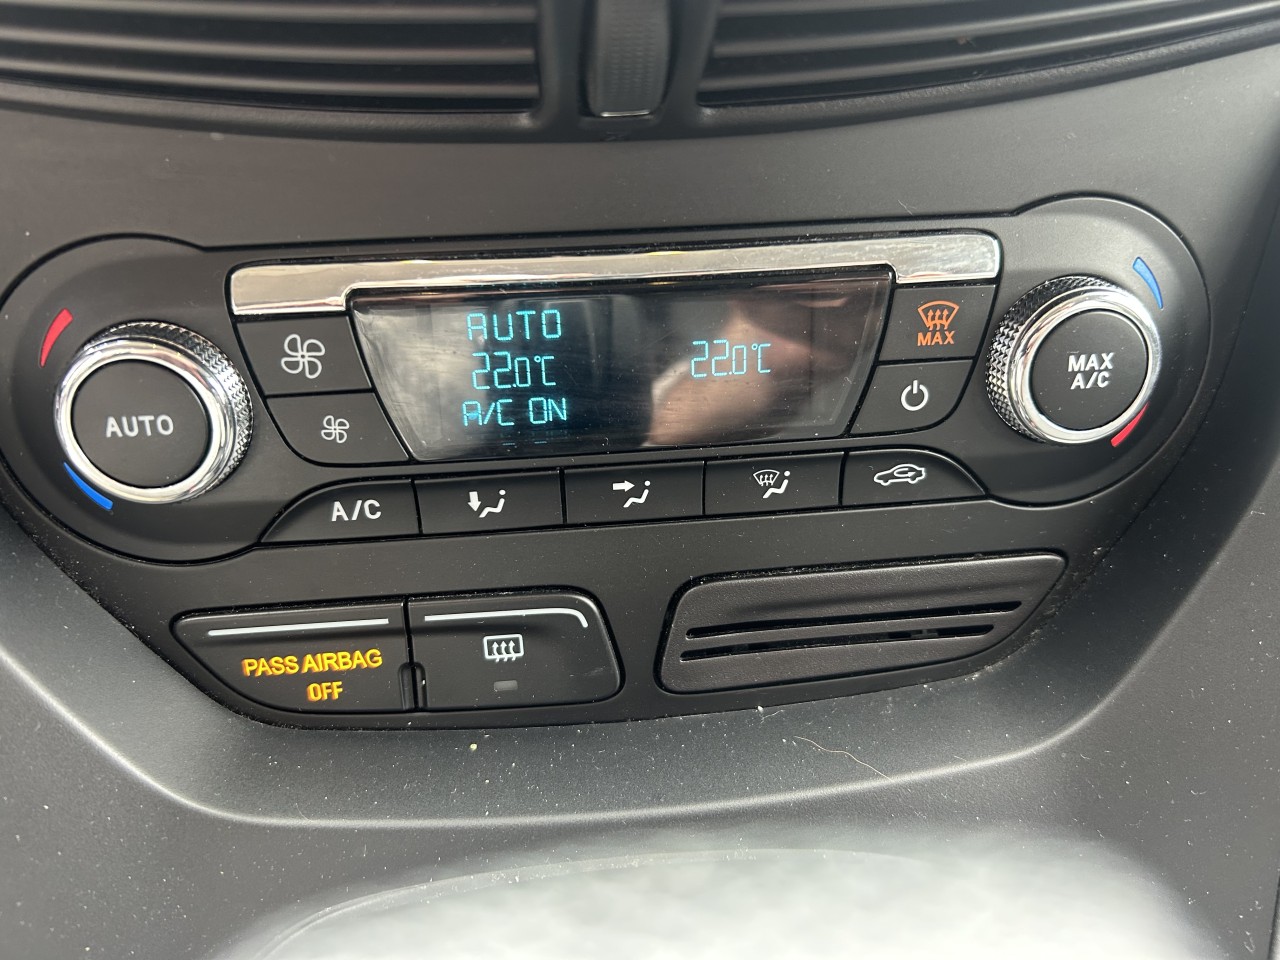 AUTO
22.0°C
22.0°C
A/C ON
MAX
AUTO
MAX
A/C
A/C
PASS AIRBAG
OFF